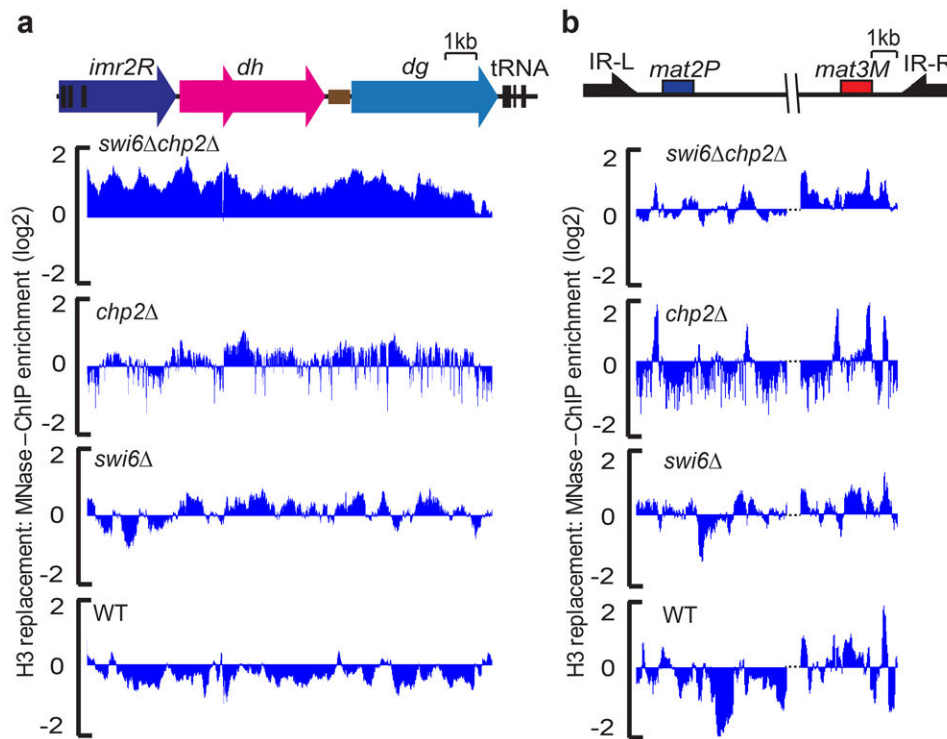 a
1kb
imr2R dh dg tRNA
swi6Δchp2Δ
2
0
-2
chp2Δ
2
0
-2
swi6Δ
2
0
-2
WT
2
0
-2
H3 replacement: MNase–ChIP enrichment (log2)
b
1kb
IR-L mat2P mat3M IR-R
swi6Δchp2Δ
2
0
-2
chp2Δ
2
0
-2
swi6Δ
2
0
-2
WT
2
0
-2
H3 replacement: MNase–ChIP enrichment (log2)